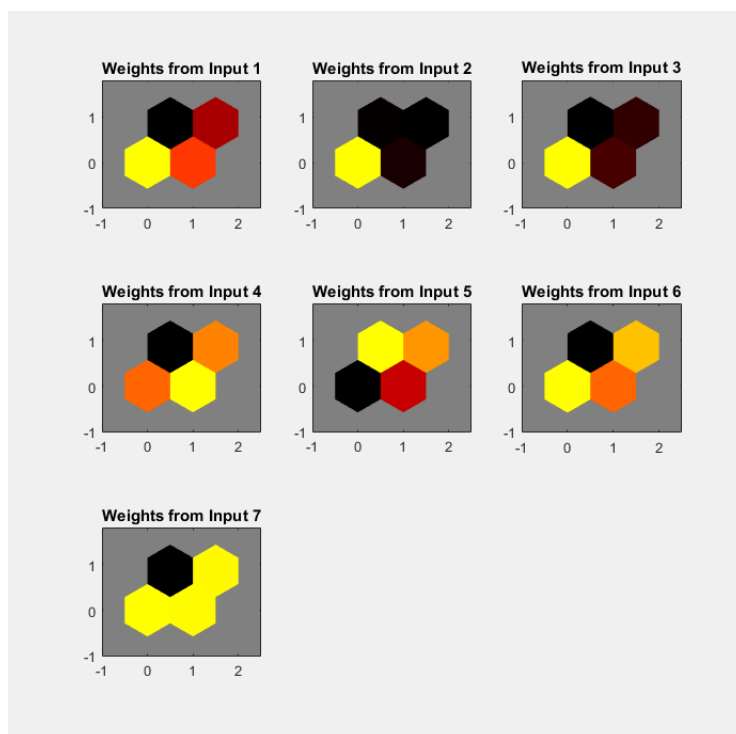 Weights from Input 1
Weights from Input 2
Weights from Input 3
1
0
-1
-1 0 1 2
1
0
-1
-1 0 1 2
1
0
-1
-1 0 1 2
Weights from Input 4
Weights from Input 5
Weights from Input 6
1
0
-1
-1 0 1 2
1
0
-1
-1 0 1 2
1
0
-1
-1 0 1 2
Weights from Input 7
1
0
-1
-1 0 1 2